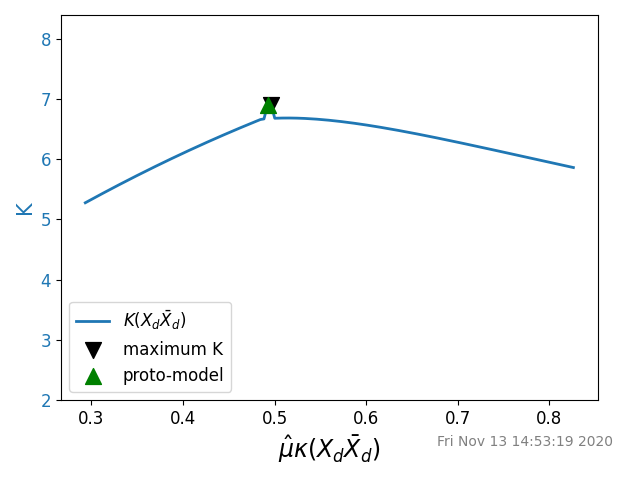 8
7
6
5
4
3
2
K
K(X_d X̄_d)
maximum K
proto-model
0.3 0.4 0.5 0.6 0.7 0.8
μ̂κ(X_d X̄_d)
Fri Nov 13 14:53:19 2020